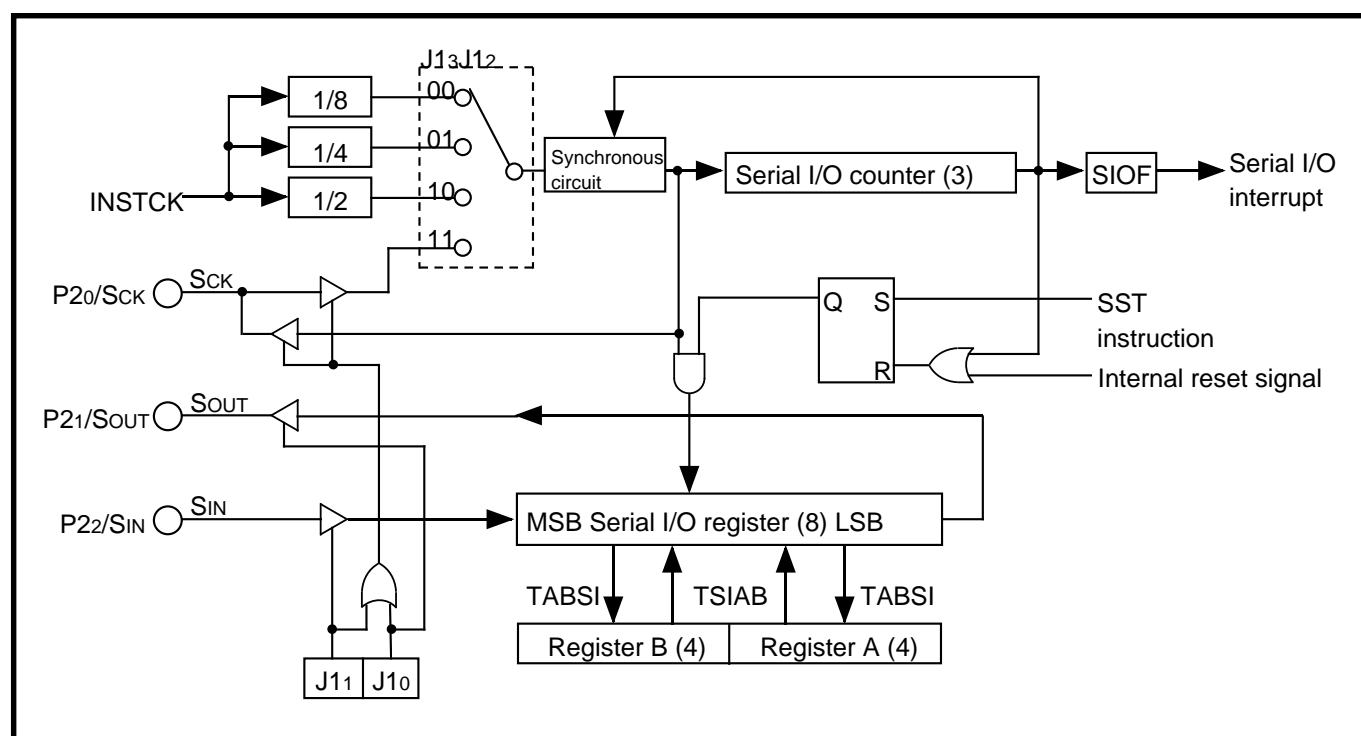 J13J12
1/8
00
1/4
01
Synchronous
circuit
Serial I/O counter (3)
SIOF
Serial I/O
interrupt
INSTCK
1/2
10
11
P20/SCK
SCK
Q
S
SST
instruction
R
Internal reset signal
P21/SOUT
SOUT
P22/SIN
SIN
MSB Serial I/O register (8) LSB
TABSI
TSIAB
TABSI
Register B (4)
Register A (4)
J11
J10